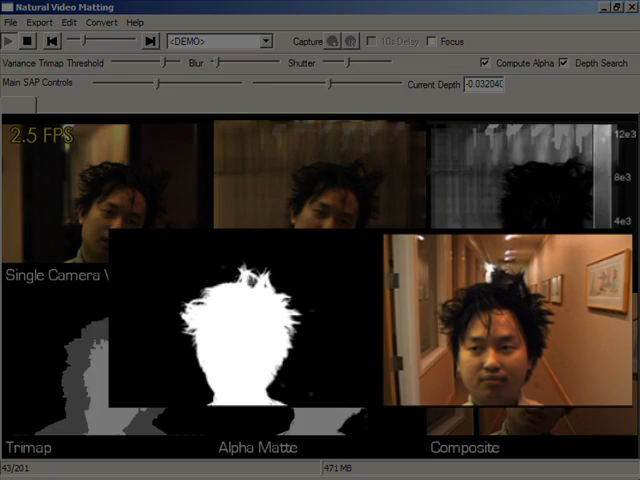 Natural Video Matting
File Export Edit Convert Help
<DEMO> Capture 10s Delay Focus
Variance Trimap Threshold Blur Shutter Compute Alpha Depth Search
Main SAP Controls Current Depth -0.03204
2.5 FPS
12e3
8e3
4e3
Single Camera
Trimap Alpha Matte Composite
43/201 471 MB